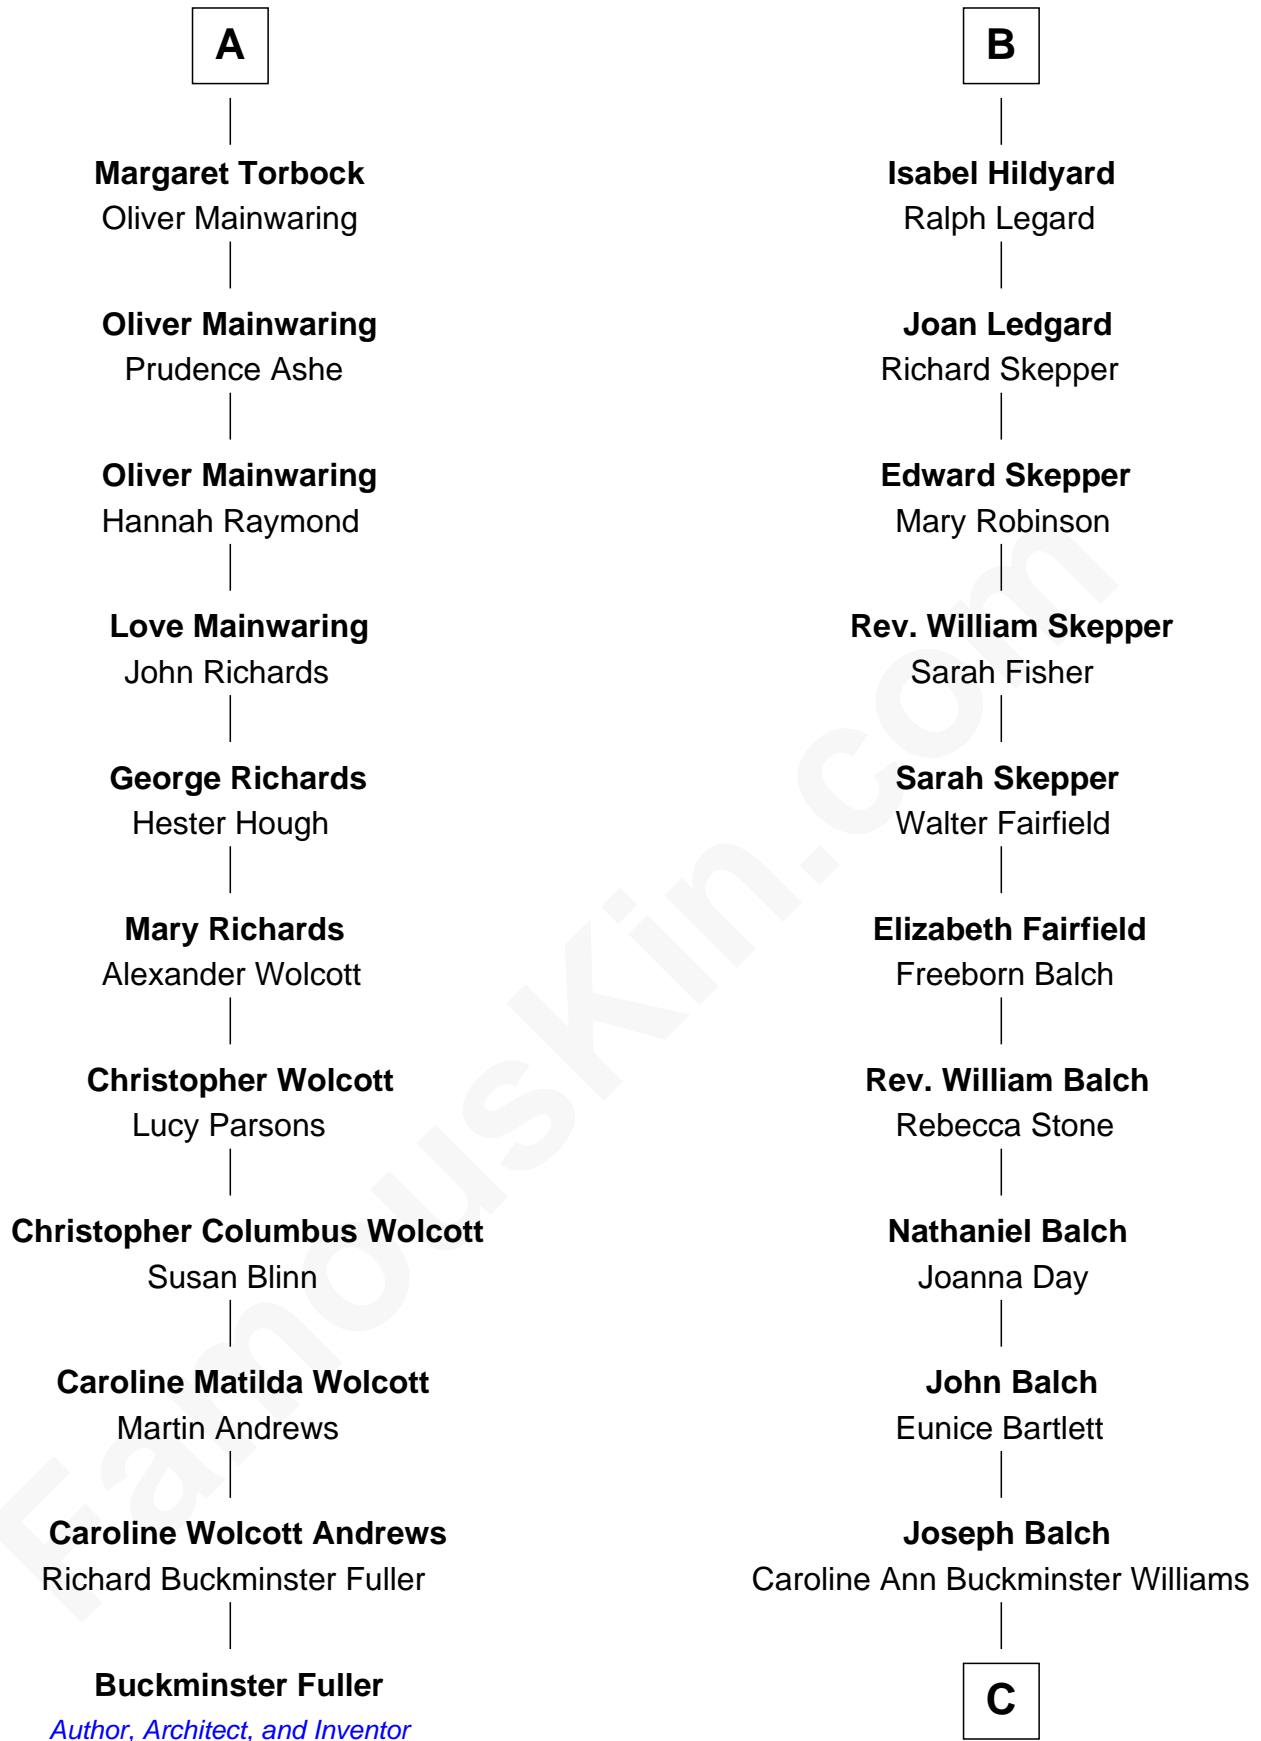 A
Margaret Torbock
Oliver Mainwaring
Oliver Mainwaring
Prudence Ashe
Oliver Mainwaring
Hannah Raymond
Love Mainwaring
John Richards
George Richards
Hester Hough
Mary Richards
Alexander Wolcott
Christopher Wolcott
Lucy Parsons
Christopher Columbus Wolcott
Susan Blinn
Caroline Matilda Wolcott
Martin Andrews
Caroline Wolcott Andrews
Richard Buckminster Fuller
Buckminster Fuller
Author, Architect, and Inventor
B
Isabel Hildyard
Ralph Legard
Joan Ledgard
Richard Skepper
Edward Skepper
Mary Robinson
Rev. William Skepper
Sarah Fisher
Sarah Skepper
Walter Fairfield
Elizabeth Fairfield
Freeborn Balch
Rev. William Balch
Rebecca Stone
Nathaniel Balch
Joanna Day
John Balch
Eunice Bartlett
Joseph Balch
Caroline Ann Buckminster Williams
C
FamousKin.com